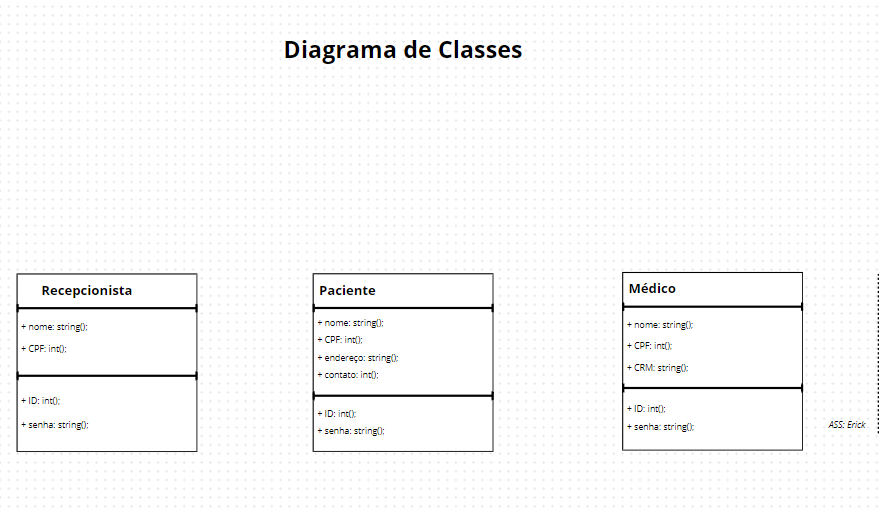 Diagrama de Classes
Recepcionista
+ nome: string();
+ CPF: int();
+ ID: int();
+ senha: string();
Paciente
+ nome: string();
+ CPF: int();
+ endereço: string();
+ contato: int();
+ ID: int();
+ senha: string();
Médico
+ nome: string();
+ CPF: int();
+ CRM: string();
+ ID: int();
+ senha: string();
ASS: Erick